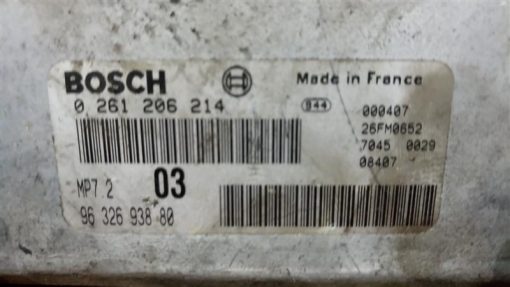 BOSCH Made in France
0 261 206 214 944 000407
26FM0652
7045 0029
08407
MP7.2 03
96 326 938 80